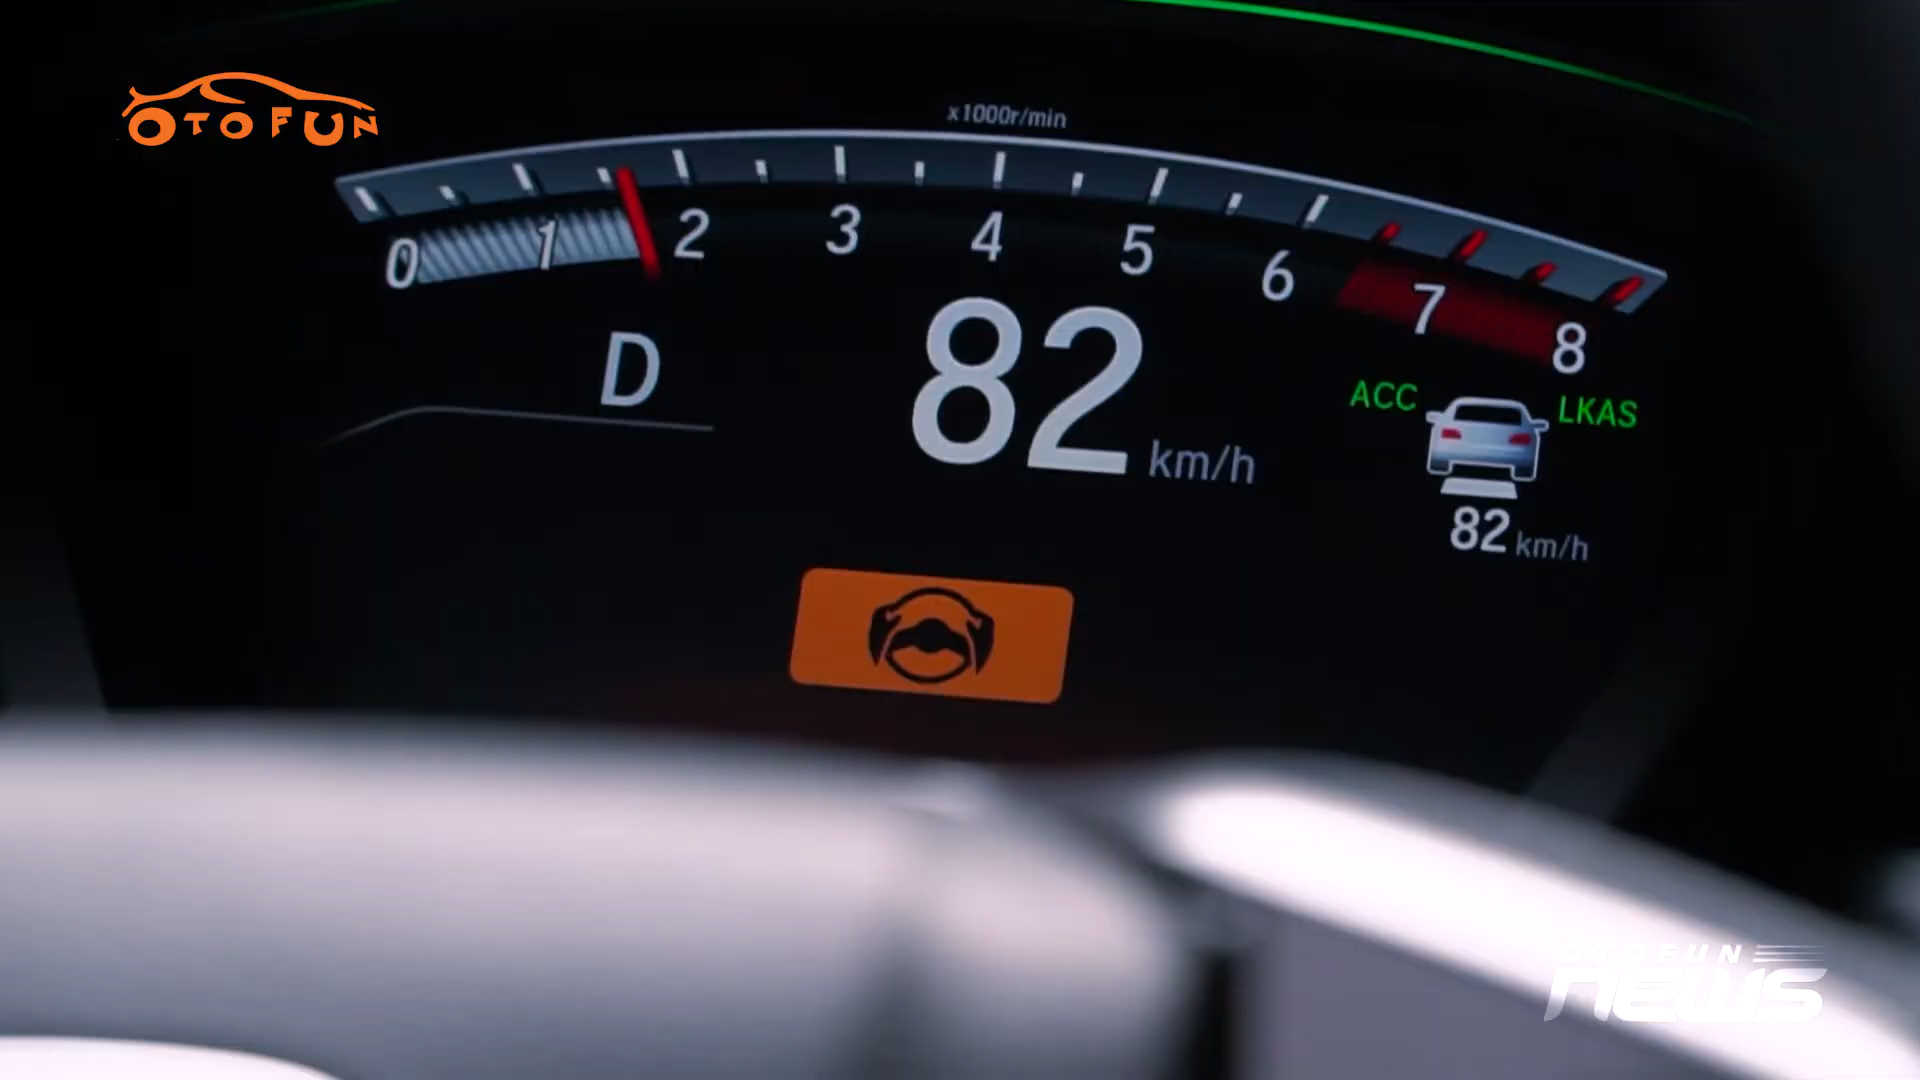 OTOFUN
x1000r/min
0 1 2 3 4 5 6 7 8
D
82 km/h
ACC
LKAS
82 km/h
OTOFUN
news